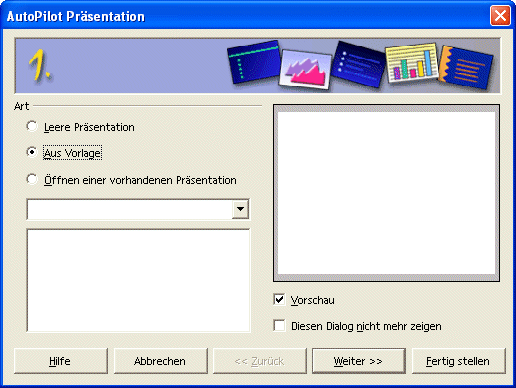 AutoPilot Präsentation
1.
Art
Leere Präsentation
Aus Vorlage
Öffnen einer vorhandenen Präsentation
Vorschau
Diesen Dialog nicht mehr zeigen
Hilfe
Abbrechen
<< Zurück
Weiter >>
Fertig stellen